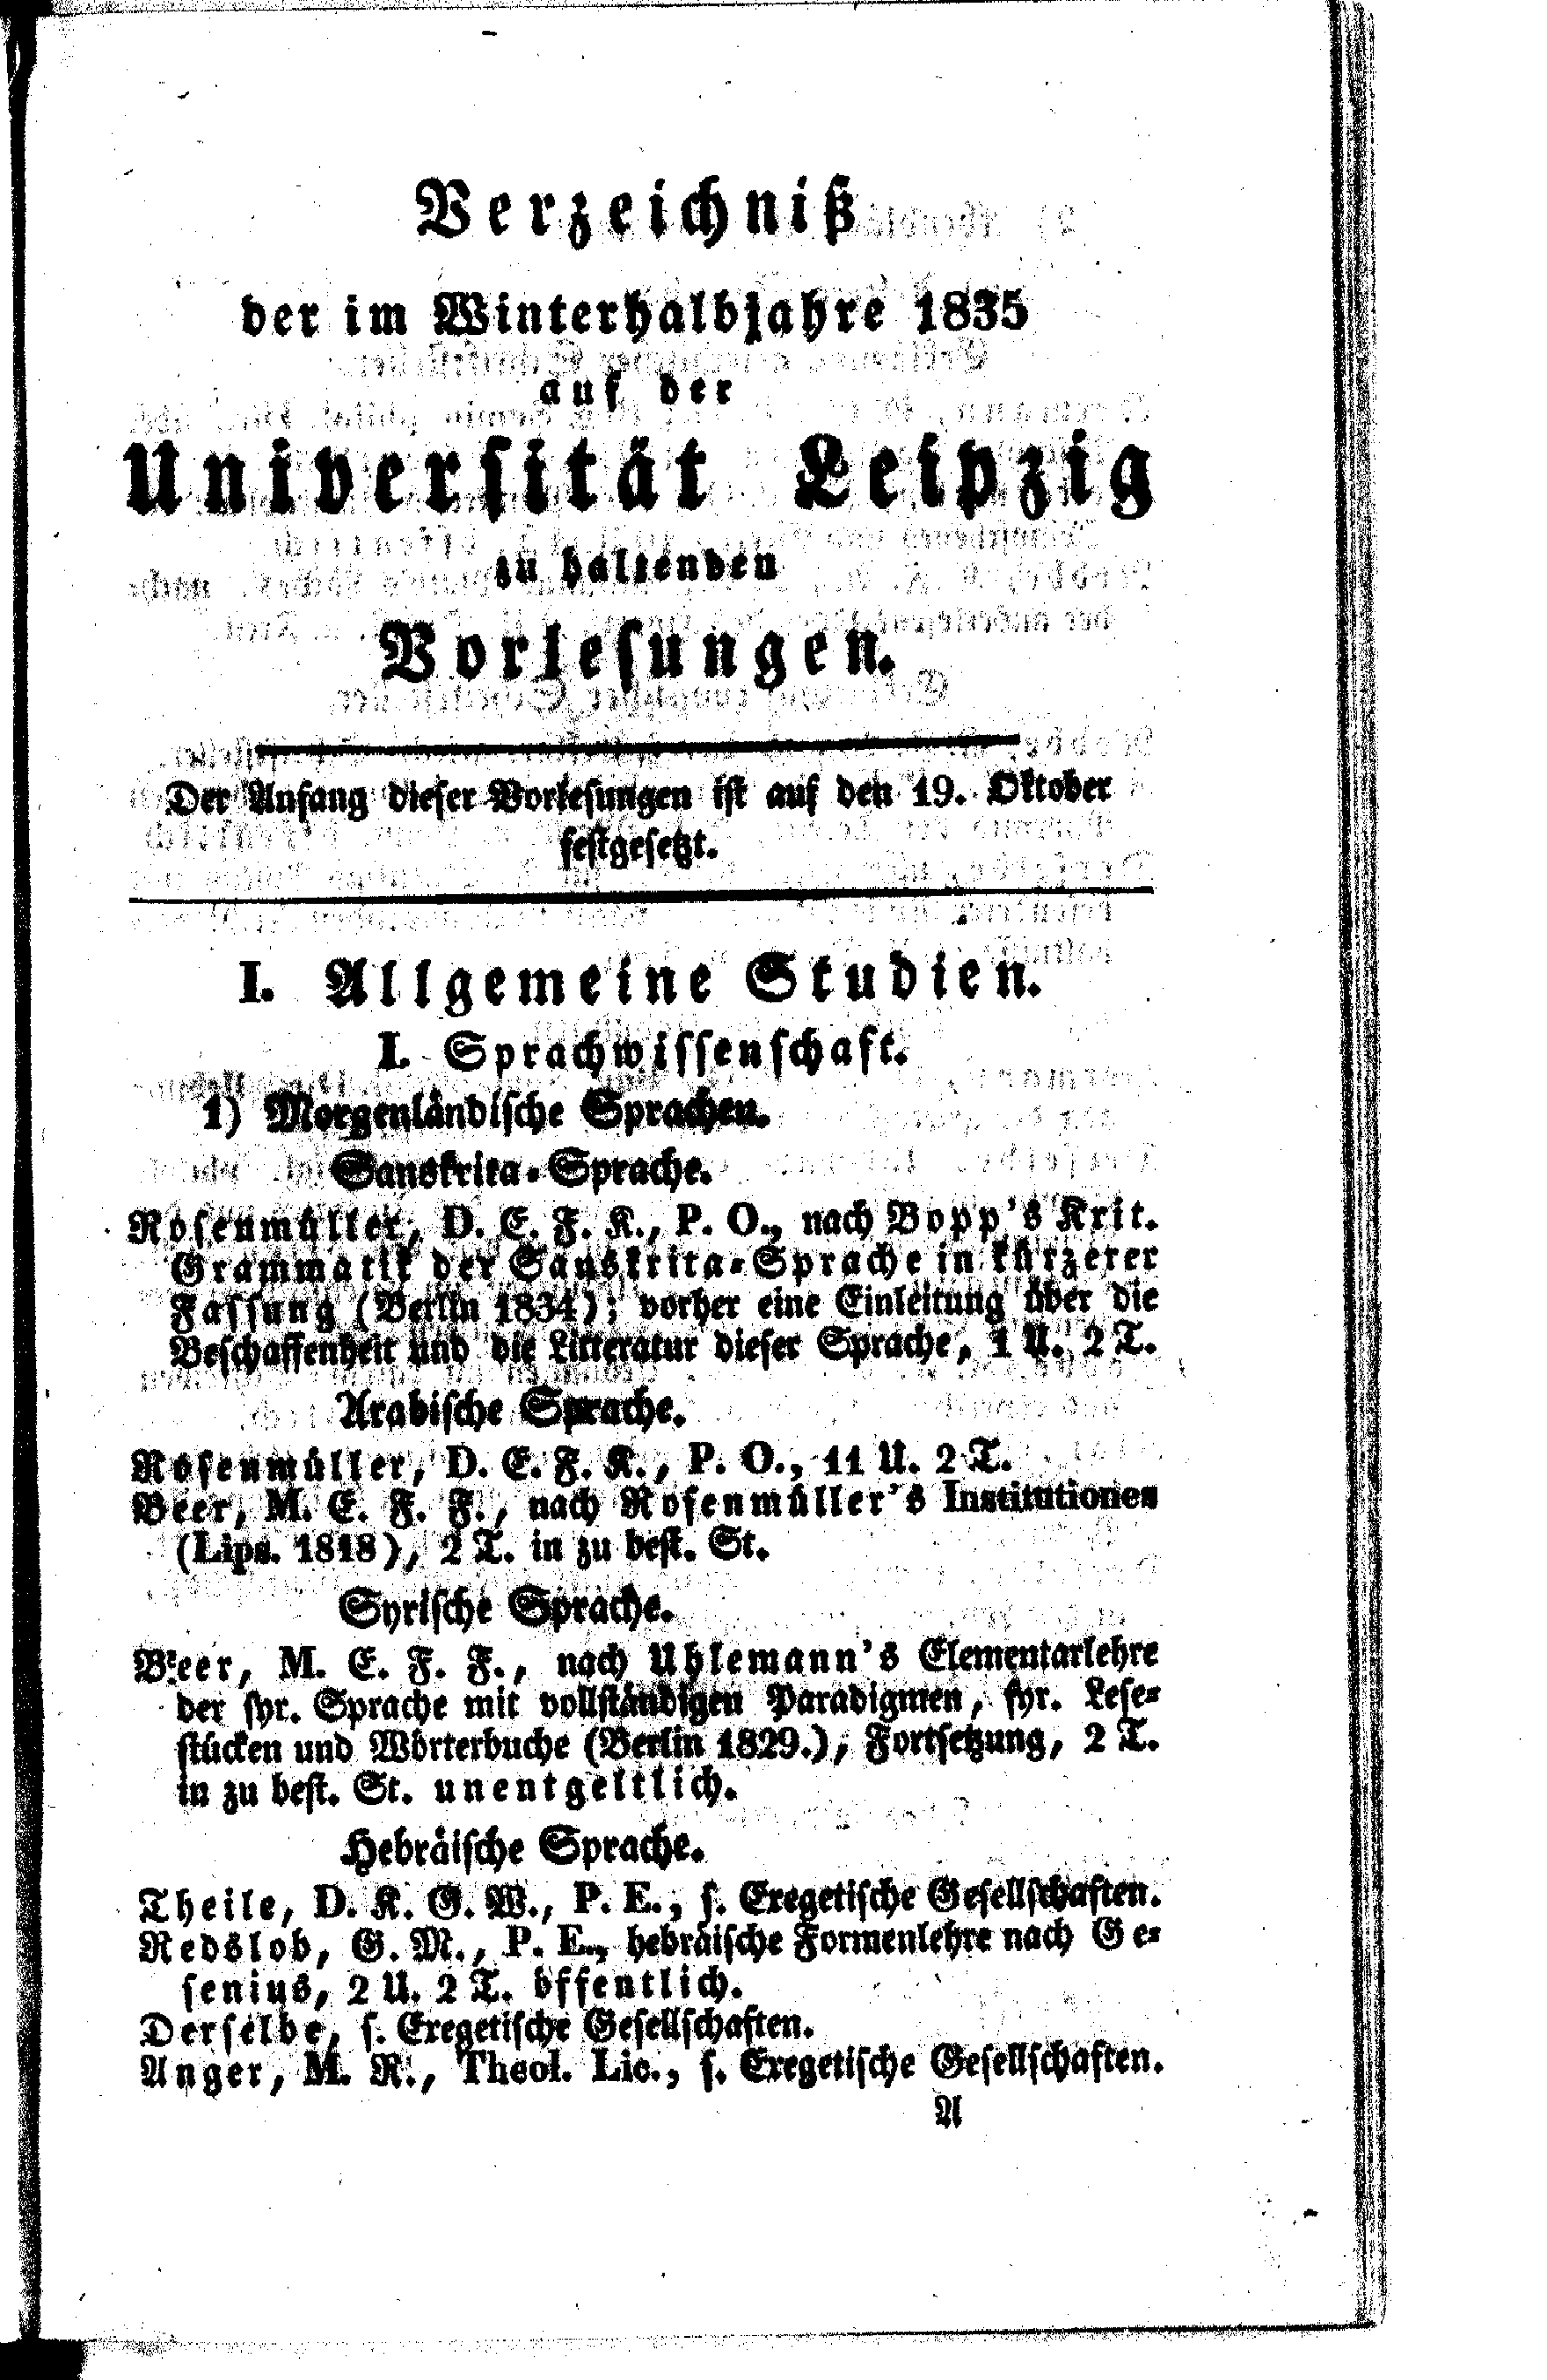 Verzeichniß
der im Winterhalbjahre 1835
auf der
Universität Leipzig
zu haltenden
Vorlesungen.
Der Anfang dieser Vorlesungen ist auf den 19. Oktober
festgesetzt.
I. Allgemeine Studien.
I. Sprachwissenschaft.
1) Morgenländische Sprachen.
Sanskrita-Sprache.
Rosenmüller, D. E. F. K., P. O., nach Bopp's Krit.
Grammatik der Sanskrita-Sprache in kürzerer
Fassung (Berlin 1834); vorher eine Einleitung über die
Beschaffenheit und die Litteratur dieser Sprache, 1 U. 2 T.
Arabische Sprache.
Rosenmüller, D. E. F. K., P. O., 11 U. 2 T.
Beer, M. E. F. F., nach Rosenmüller's Institutiones
(Lips. 1818), 2 T. in zu best. St.
Syrische Sprache.
Beer, M. E. F. F., nach Uhlemann's Elementarlehre
der syr. Sprache mit vollständigen Paradigmen, syr. Lese-
stücken und Wörterbuche (Berlin 1829.), Fortsetzung, 2 T.
in zu best. St. unentgeltlich.
Hebräische Sprache.
Theile, D. K. G. W., P. E., s. Exegetische Gesellschaften.
Redslob, G. M., P. E., hebräische Formenlehre nach Ge-
senius, 2 U. 2 T. öffentlich.
Derselbe, s. Exegetische Gesellschaften.
Anger, M. R., Theol. Lic., s. Exegetische Gesellschaften.
A